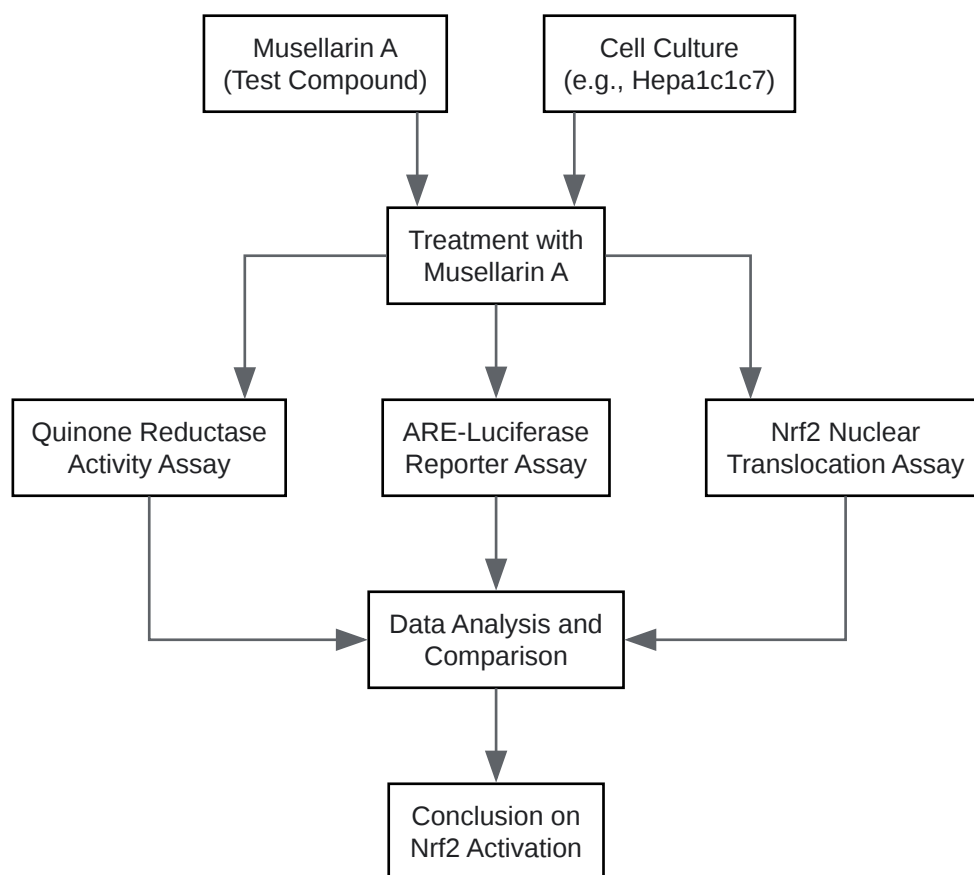 Musellarin A
(Test Compound)
Cell Culture
(e.g., Hepa1c1c7)
Treatment with
Musellarin A
Quinone Reductase
Activity Assay
ARE-Luciferase
Reporter Assay
Nrf2 Nuclear
Translocation Assay
Data Analysis and
Comparison
Conclusion on
Nrf2 Activation